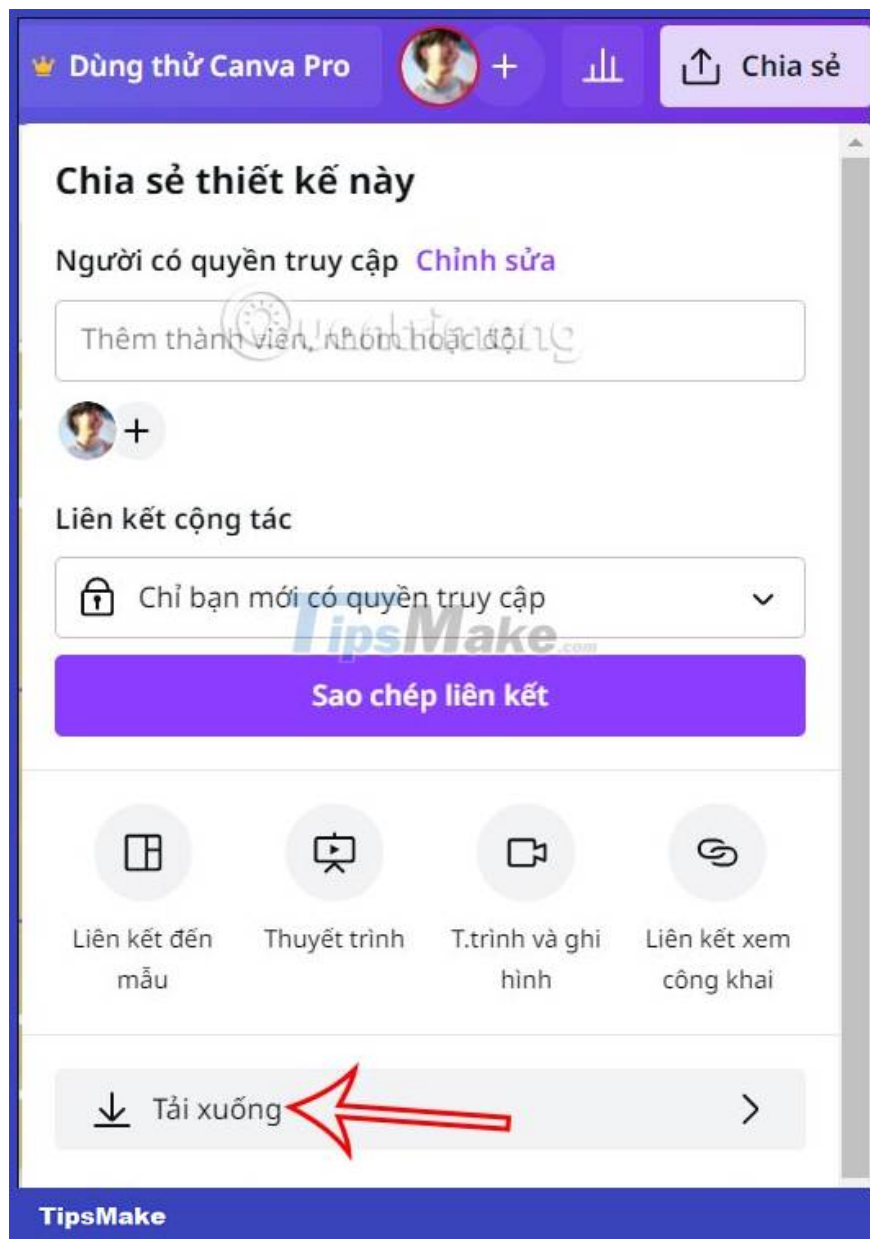 Dùng thử Canva Pro
Chia sẻ
Chia sẻ thiết kế này
Người có quyền truy cập Chỉnh sửa
Thêm thành viên, nhóm hoặc đội
Quantrimang
Liên kết cộng tác
Chỉ bạn mới có quyền truy cập
TipsMake.com
Sao chép liên kết
Liên kết đến
mẫu
Thuyết trình
T.trình và ghi
hình
Liên kết xem
công khai
Tải xuống
TipsMake